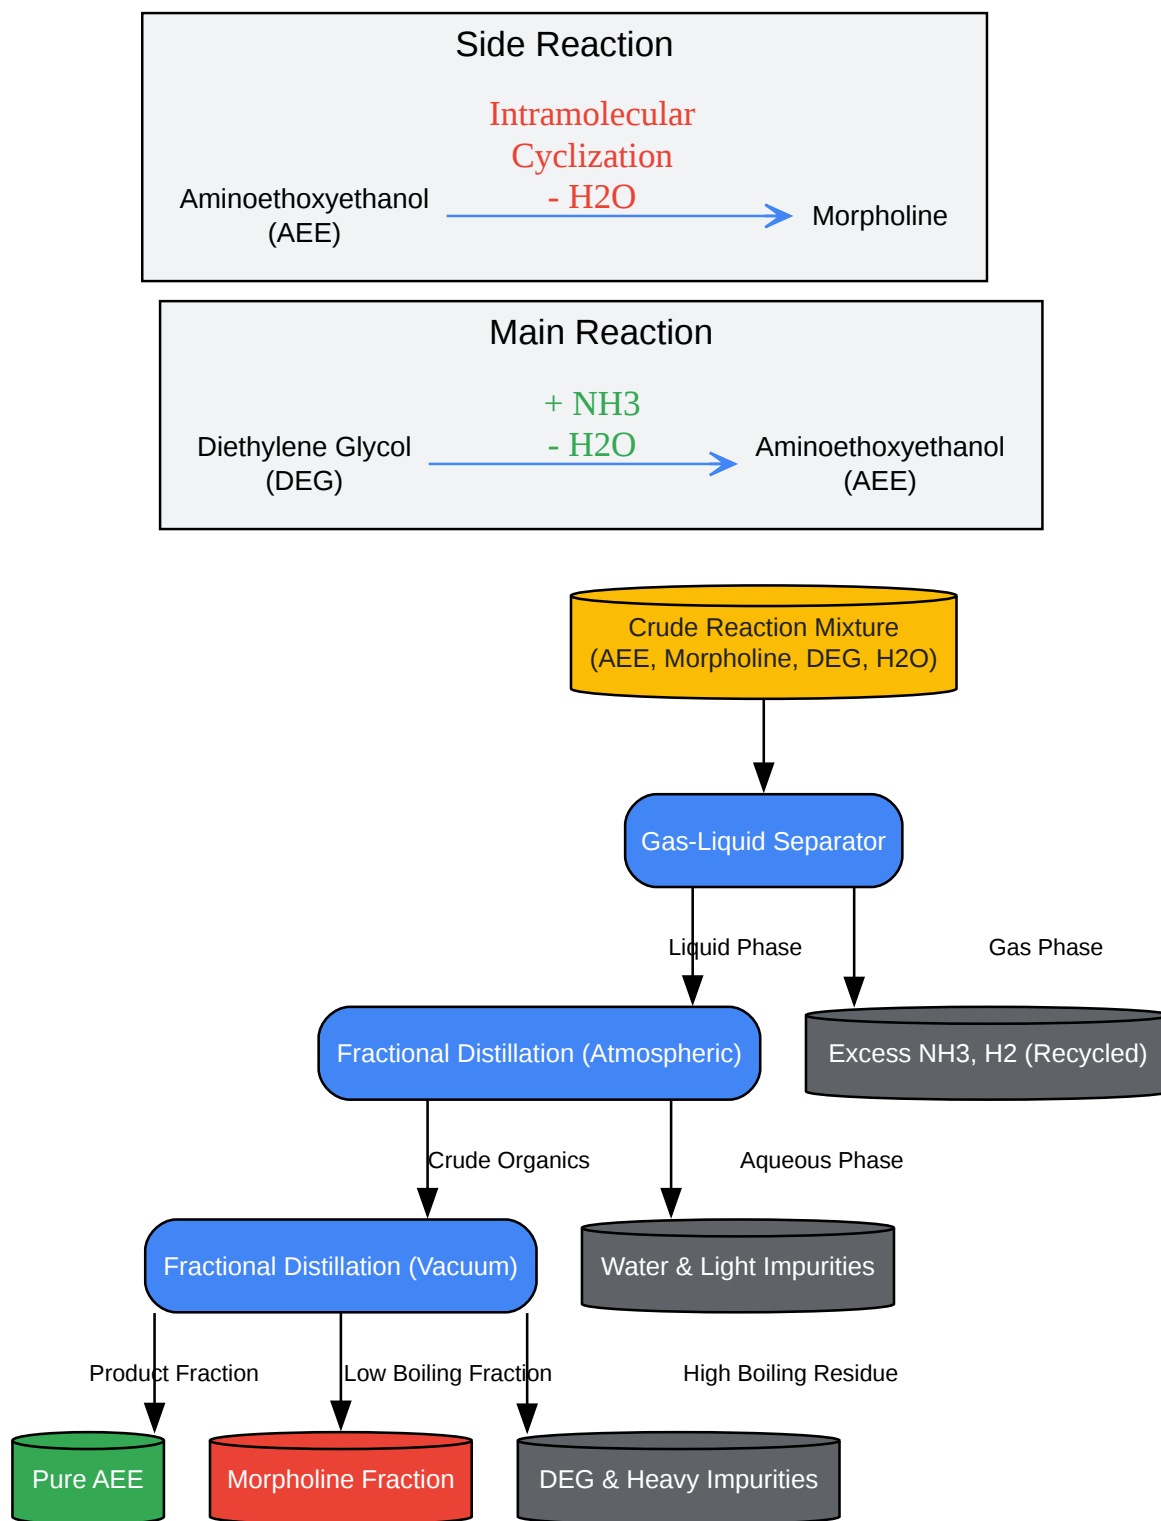 Side Reaction
Intramolecular
Cyclization
- H2O
Aminoethoxyethanol
(AEE)
Morpholine
Main Reaction
+ NH3
- H2O
Diethylene Glycol
(DEG)
Aminoethoxyethanol
(AEE)
Crude Reaction Mixture
(AEE, Morpholine, DEG, H2O)
Gas-Liquid Separator
Liquid Phase
Gas Phase
Fractional Distillation (Atmospheric)
Excess NH3, H2 (Recycled)
Crude Organics
Aqueous Phase
Fractional Distillation (Vacuum)
Water & Light Impurities
Product Fraction
Low Boiling Fraction
High Boiling Residue
Pure AEE
Morpholine Fraction
DEG & Heavy Impurities